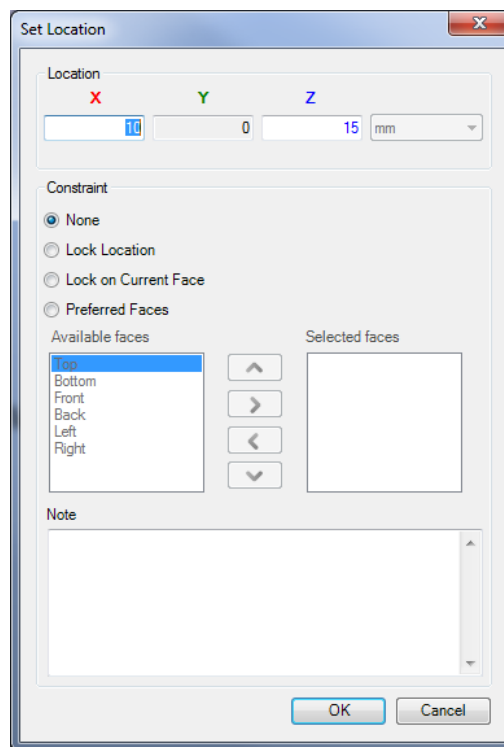 Set Location
Location
X Y Z
10 0 15 mm
Constraint
None
Lock Location
Lock on Current Face
Preferred Faces
Available faces Selected faces
Top
Bottom
Front
Back
Left
Right
Note
OK Cancel